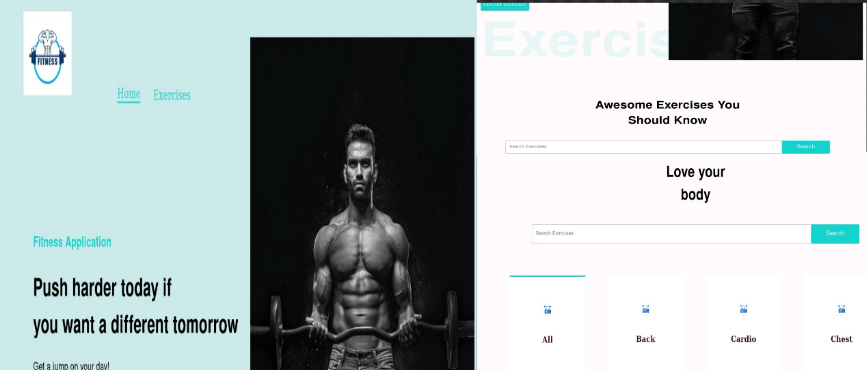 FITNESS
Home Exercises
Fitness Application
Push harder today if
you want a different tomorrow
Get a jump on your day!
Exercis
Awesome Exercises You
Should Know
Search Exercises
Search
Love your
body
Search Exercises
Search
All
Back
Cardio
Chest